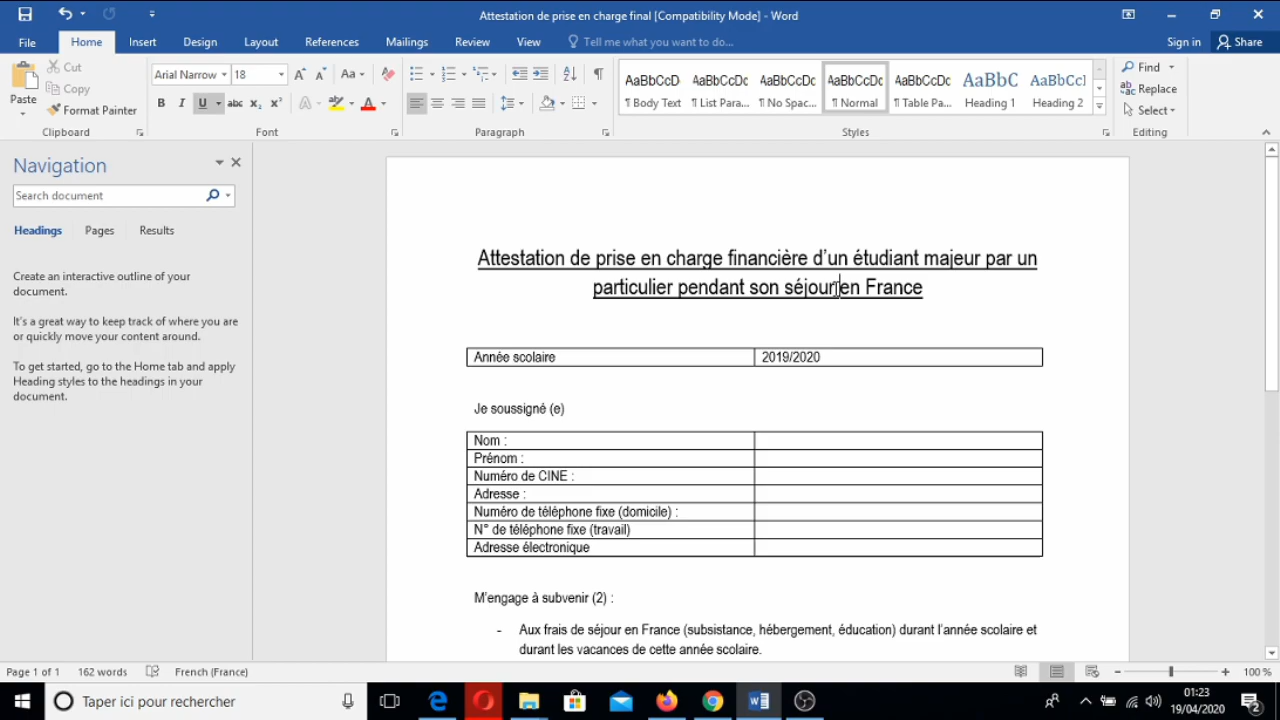 Attestation de prise en charge final [Compatibility Mode] - Word
File Home Insert Design Layout References Mailings Review View Tell me what you want to do... Sign in Share
Paste
Cut
Copy
Format Painter
Clipboard
Arial Narrow 18
Font
Paragraph
AaBbCcD AaBbCcDc AaBbCcDc AaBbCcDc AaBbCcDc AaBbC AaBbCcI
¶ Body Text ¶ List Para... ¶ No Spac... ¶ Normal ¶ Table Pa... Heading 1 Heading 2
Styles
Find
Replace
Select
Editing
Navigation
Search document
Headings Pages Results
Create an interactive outline of your
document.
It's a great way to keep track of where you are
or quickly move your content around.
To get started, go to the Home tab and apply
Heading styles to the headings in your
document.
Attestation de prise en charge financière d'un étudiant majeur par un
particulier pendant son séjour en France
Année scolaire 2019/2020
Je soussigné (e)
Nom :
Prénom :
Numéro de CINE :
Adresse :
Numéro de téléphone fixe (domicile) :
N° de téléphone fixe (travail)
Adresse électronique
M'engage à subvenir (2) :
- Aux frais de séjour en France (subsistance, hébergement, éducation) durant l'année scolaire et
durant les vacances de cette année scolaire.
Page 1 of 1 162 words French (France) 100 %
Taper ici pour rechercher
01:23
19/04/2020
2